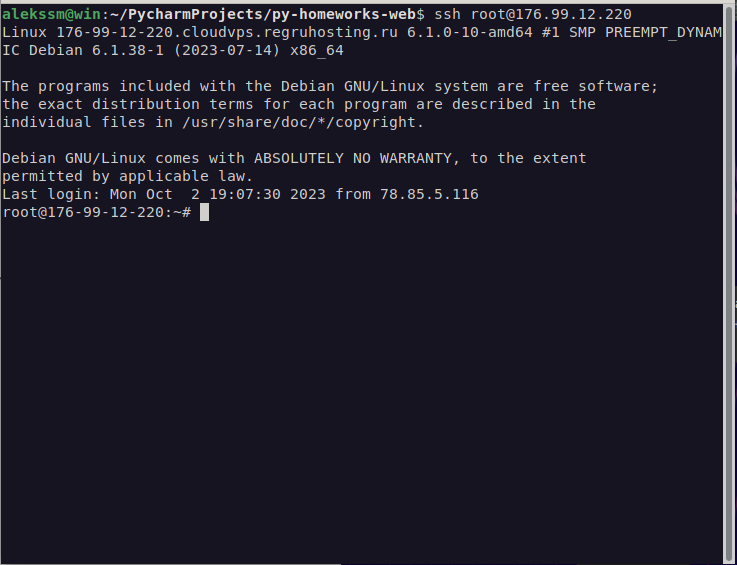 alekssm@win:~/PycharmProjects/py-homeworks-web$ ssh root@176.99.12.220
Linux 176-99-12-220.cloudvps.regruhosting.ru 6.1.0-10-amd64 #1 SMP PREEMPT_DYNAM
IC Debian 6.1.38-1 (2023-07-14) x86_64
The programs included with the Debian GNU/Linux system are free software;
the exact distribution terms for each program are described in the
individual files in /usr/share/doc/*/copyright.
Debian GNU/Linux comes with ABSOLUTELY NO WARRANTY, to the extent
permitted by applicable law.
Last login: Mon Oct  2 19:07:30 2023 from 78.85.5.116
root@176-99-12-220:~#